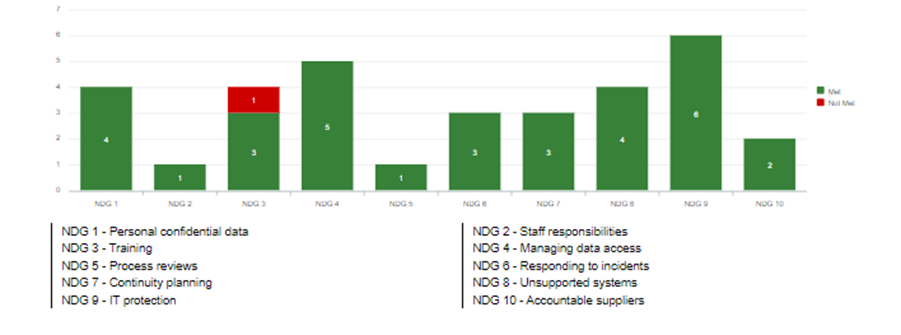 7
6
5
4
3
2
1
0
4
1
1
3
5
1
3
3
4
6
2
Met
Not Met
NDG 1 NDG 2 NDG 3 NDG 4 NDG 5 NDG 6 NDG 7 NDG 8 NDG 9 NDG 10
NDG 1 - Personal confidential data
NDG 3 - Training
NDG 5 - Process reviews
NDG 7 - Continuity planning
NDG 9 - IT protection
NDG 2 - Staff responsibilities
NDG 4 - Managing data access
NDG 6 - Responding to incidents
NDG 8 - Unsupported systems
NDG 10 - Accountable suppliers